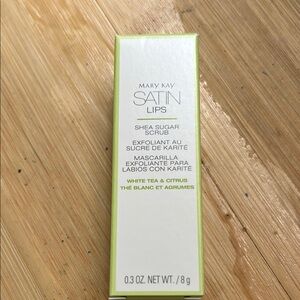 MARY KAY
SATIN
LIPS
SHEA SUGAR
SCRUB
EXFOLIANT AU
SUCRE DE KARITÉ
MASCARILLA
EXFOLIANTE PARA
LABIOS CON KARITÉ
WHITE TEA & CITRUS
THÉ BLANC ET AGRUMES
0.3 OZ. NET WT. / 8 g